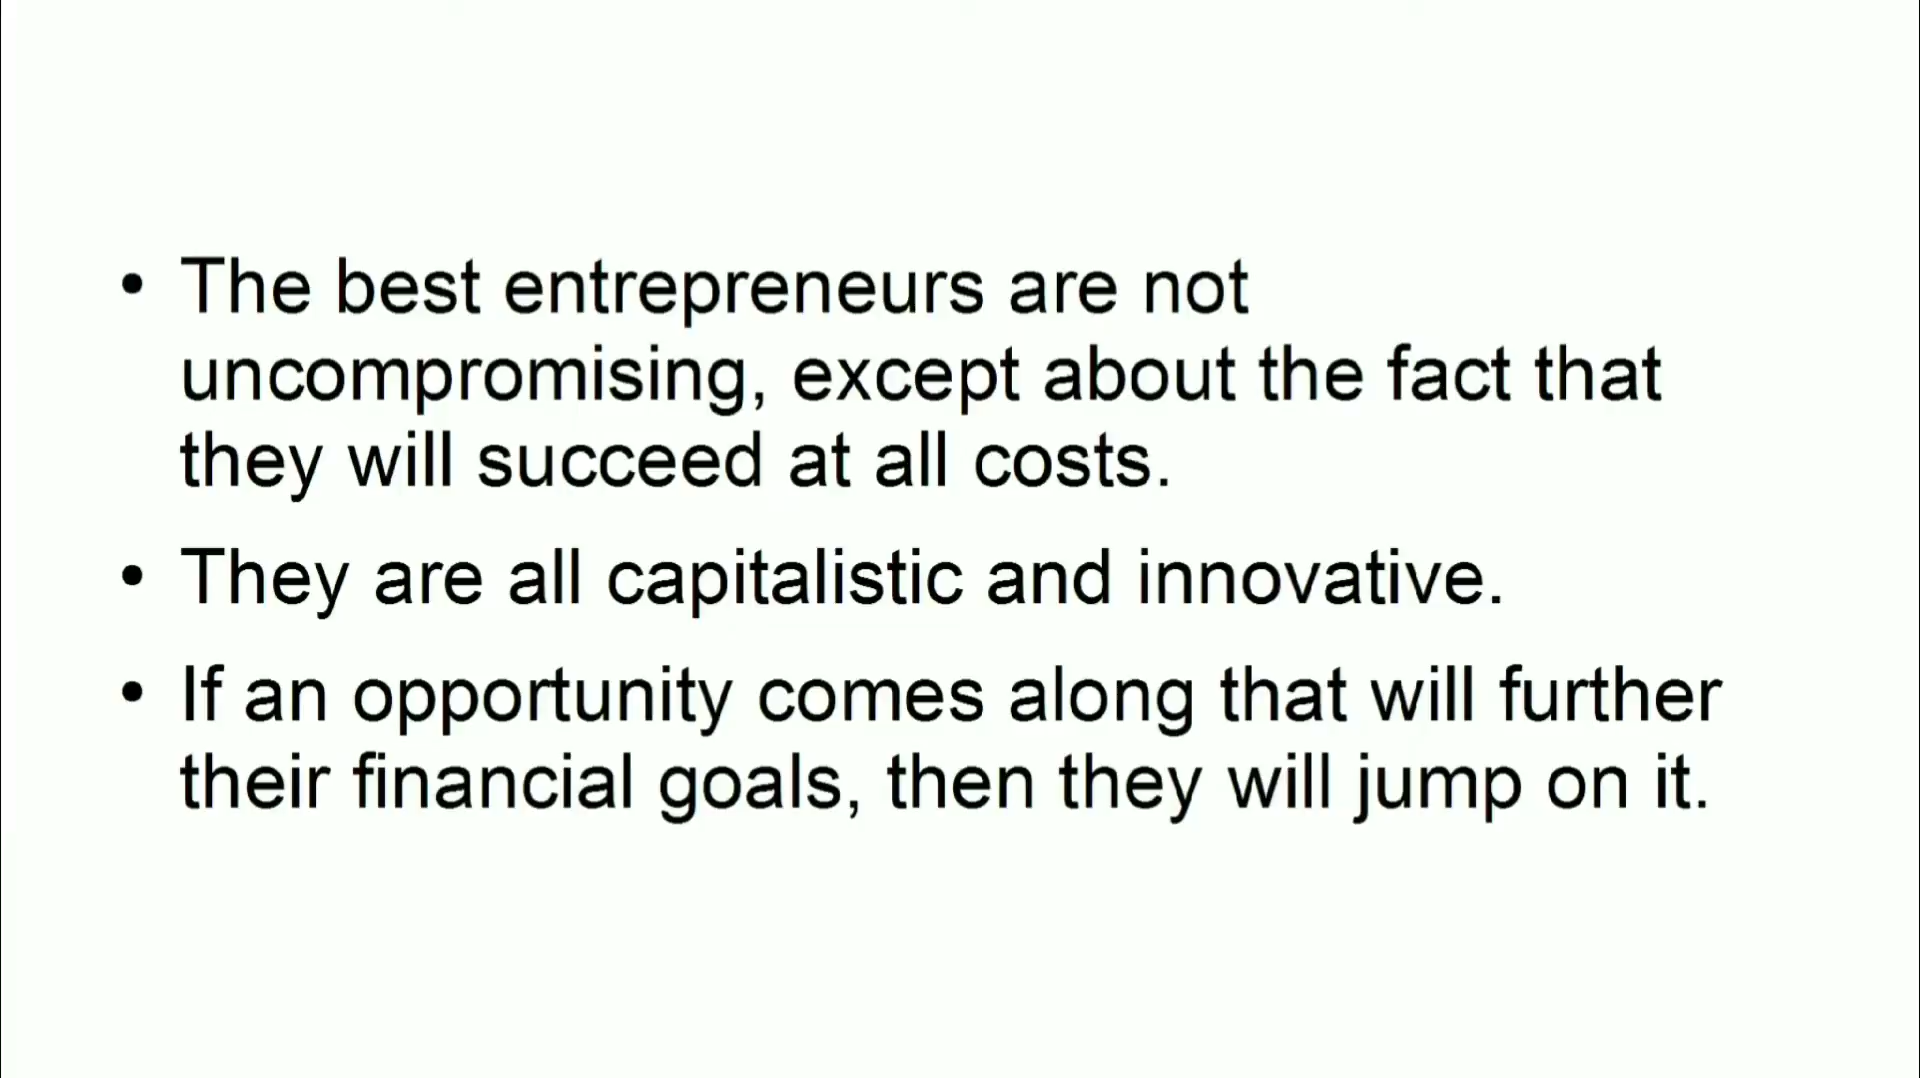 • The best entrepreneurs are not
uncompromising, except about the fact that
they will succeed at all costs.
• They are all capitalistic and innovative.
• If an opportunity comes along that will further
their financial goals, then they will jump on it.